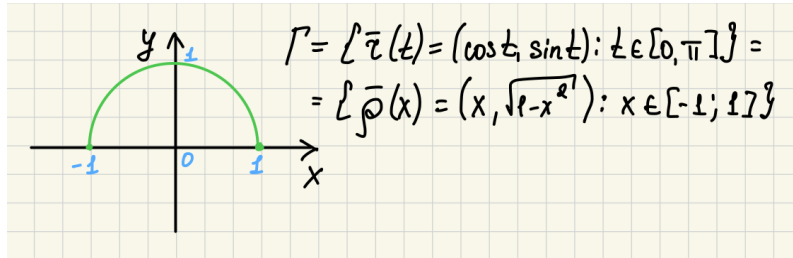 y 1 Γ = { r̄(t) = (cos t, sin t): t ∈ [0, π]} =
= { ρ̄(x) = (x, √(1-x²)): x ∈ [-1; 1]}
-1 0 1 x